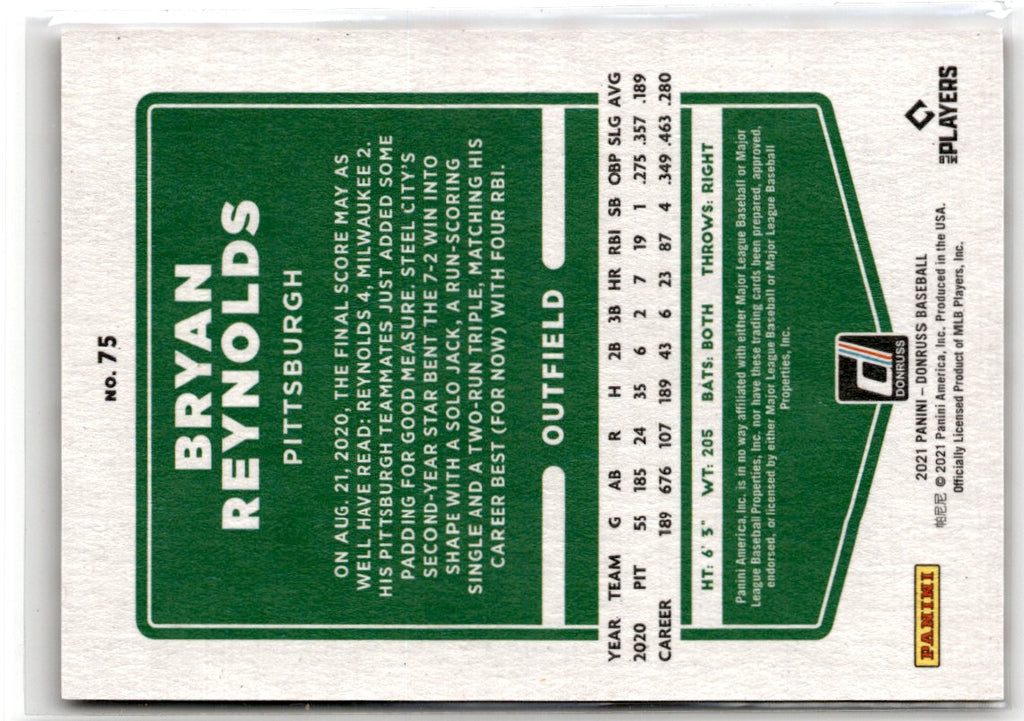 NO. 75
BRYAN
REYNOLDS
PITTSBURGH
ON AUG. 21, 2020, THE FINAL SCORE MAY AS
WELL HAVE READ: REYNOLDS 4, MILWAUKEE 2.
HIS PITTSBURGH TEAMMATES JUST ADDED SOME
PADDING FOR GOOD MEASURE. STEEL CITY'S
SECOND-YEAR STAR BENT THE 7-2 WIN INTO
SHAPE WITH A SOLO JACK, A RUN-SCORING
SINGLE AND A TWO-RUN TRIPLE, MATCHING HIS
CAREER BEST (FOR NOW) WITH FOUR RBI.
OUTFIELD
YEAR TEAM G AB R H 2B 3B HR RBI SB OBP SLG AVG
2020 PIT 55 185 24 35 6 2 7 19 1 .275 .357 .189
CAREER 189 676 107 189 43 6 23 87 4 .349 .463 .280
HT: 6' 3" WT: 205 BATS: BOTH THROWS: RIGHT
Panini America, Inc. is in no way affiliated with either Major League Baseball or Major
League Baseball Properties, Inc. nor have these trading cards been prepared, approved,
endorsed, or licensed by either Major League Baseball or Major League Baseball
Properties, Inc.
DONRUSS
2021 PANINI – DONRUSS BASEBALL
帕尼尼 © 2021 Panini America, Inc. Produced in the USA.
Officially Licensed Product of MLB Players, Inc.
PANINI
MLB PLAYERS